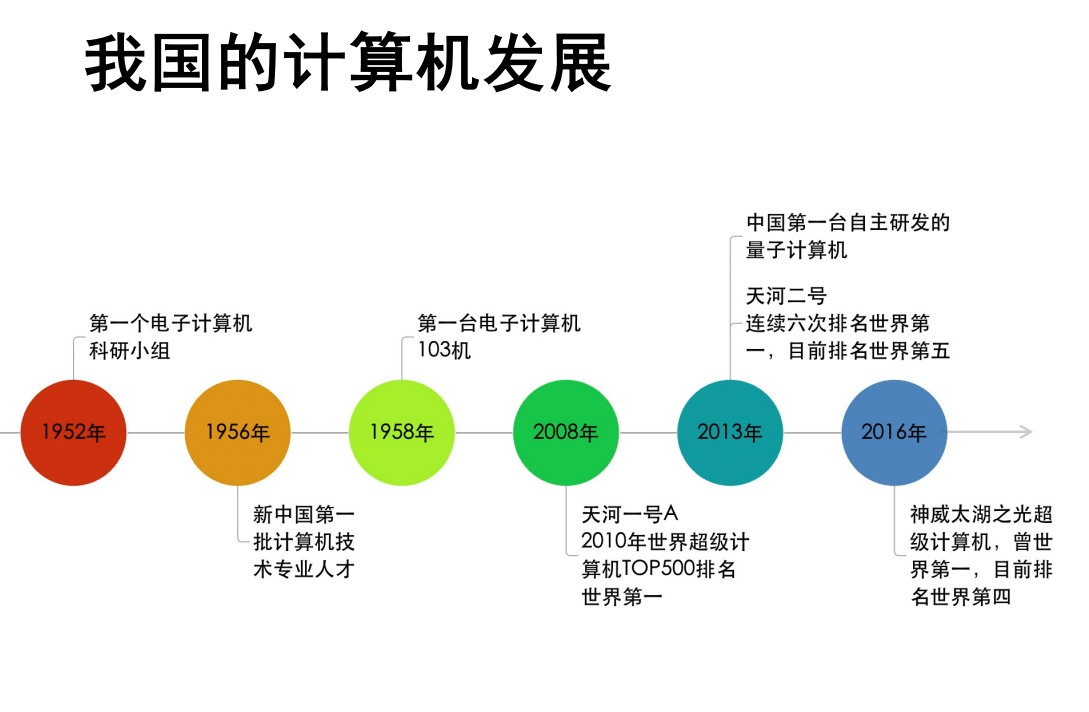 我国的计算机发展
1952年
第一个电子计算机
科研小组
1956年
新中国第一
批计算机技
术专业人才
1958年
第一台电子计算机
103机
2008年
天河一号A
2010年世界超级计
算机TOP500排名
世界第一
2013年
中国第一台自主研发的
量子计算机
天河二号
连续六次排名世界第
一，目前排名世界第五
2016年
神威太湖之光超
级计算机，曾世
界第一，目前排
名世界第四